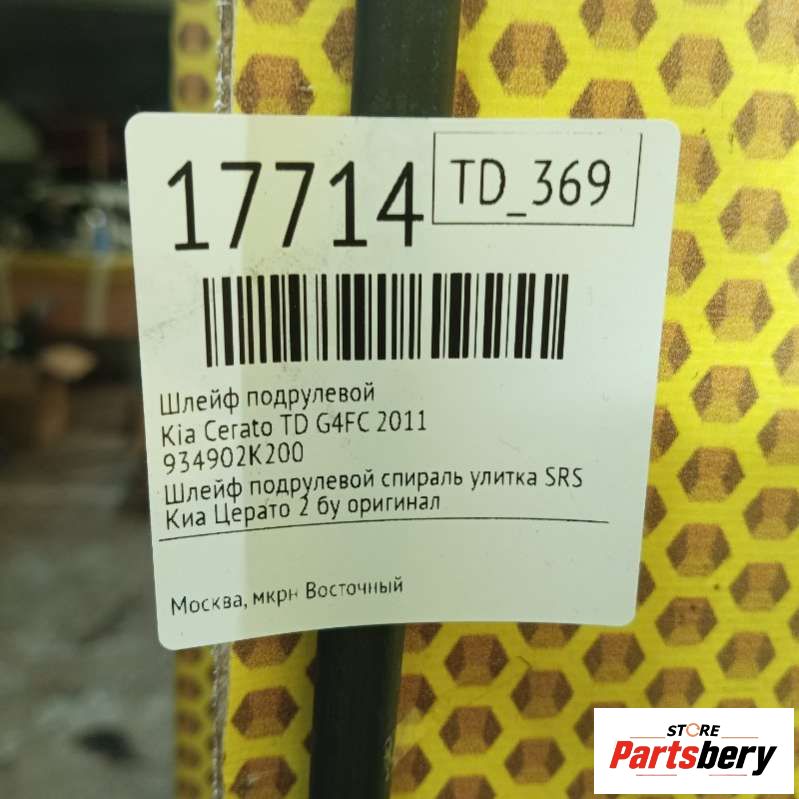 17714
TD_369
Шлейф подрулевой
Kia Cerato TD G4FC 2011
934902K200
Шлейф подрулевой спираль улитка SRS
Киа Церато 2 бу оригинал
Москва, мкрн Восточный
STORE
Partsbery